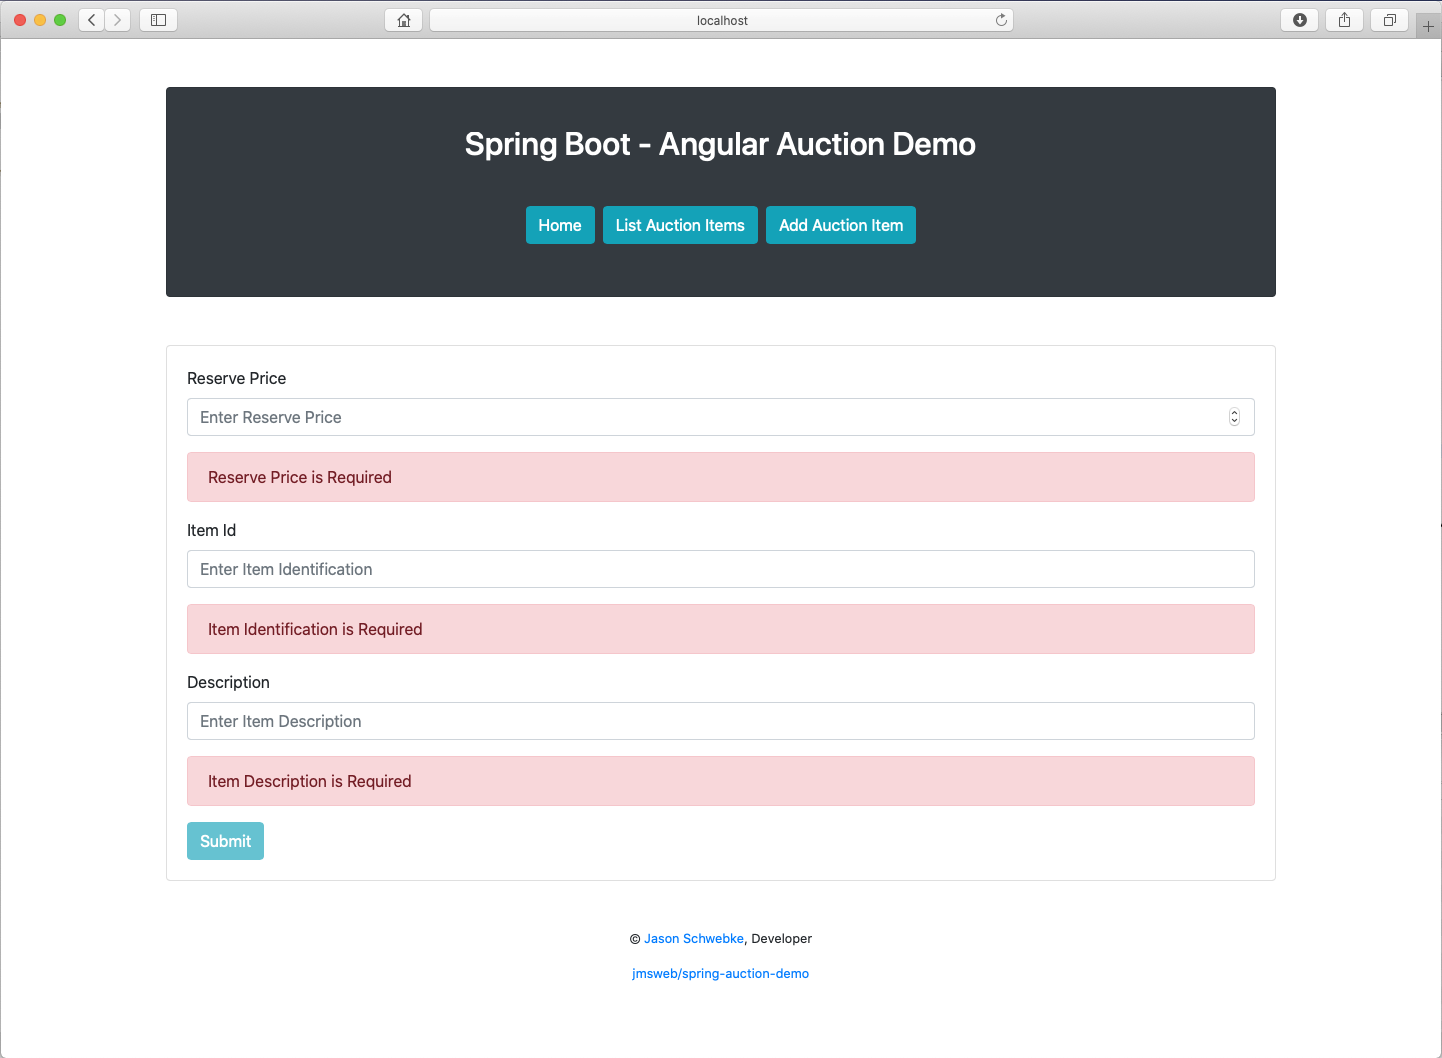 localhost
Spring Boot - Angular Auction Demo
Home List Auction Items Add Auction Item
Reserve Price
Enter Reserve Price
Reserve Price is Required
Item Id
Enter Item Identification
Item Identification is Required
Description
Enter Item Description
Item Description is Required
Submit
© Jason Schwebke, Developer
jmsweb/spring-auction-demo